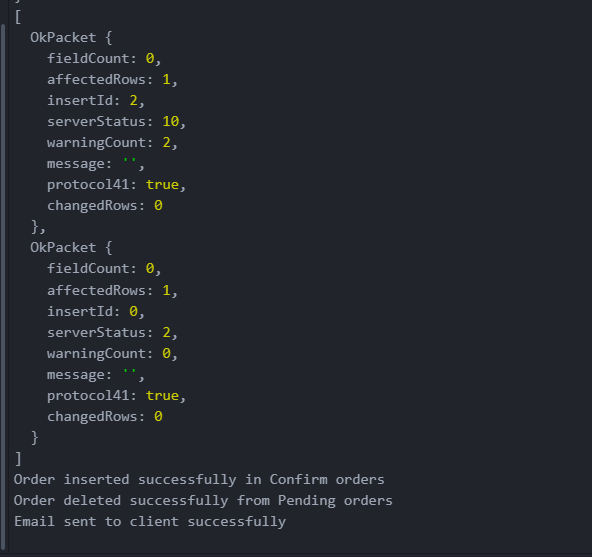 [
  OkPacket {
    fieldCount: 0,
    affectedRows: 1,
    insertId: 2,
    serverStatus: 10,
    warningCount: 2,
    message: '',
    protocol41: true,
    changedRows: 0
  },
  OkPacket {
    fieldCount: 0,
    affectedRows: 1,
    insertId: 0,
    serverStatus: 2,
    warningCount: 0,
    message: '',
    protocol41: true,
    changedRows: 0
  }
]
Order inserted successfully in Confirm orders
Order deleted successfully from Pending orders
Email sent to client successfully